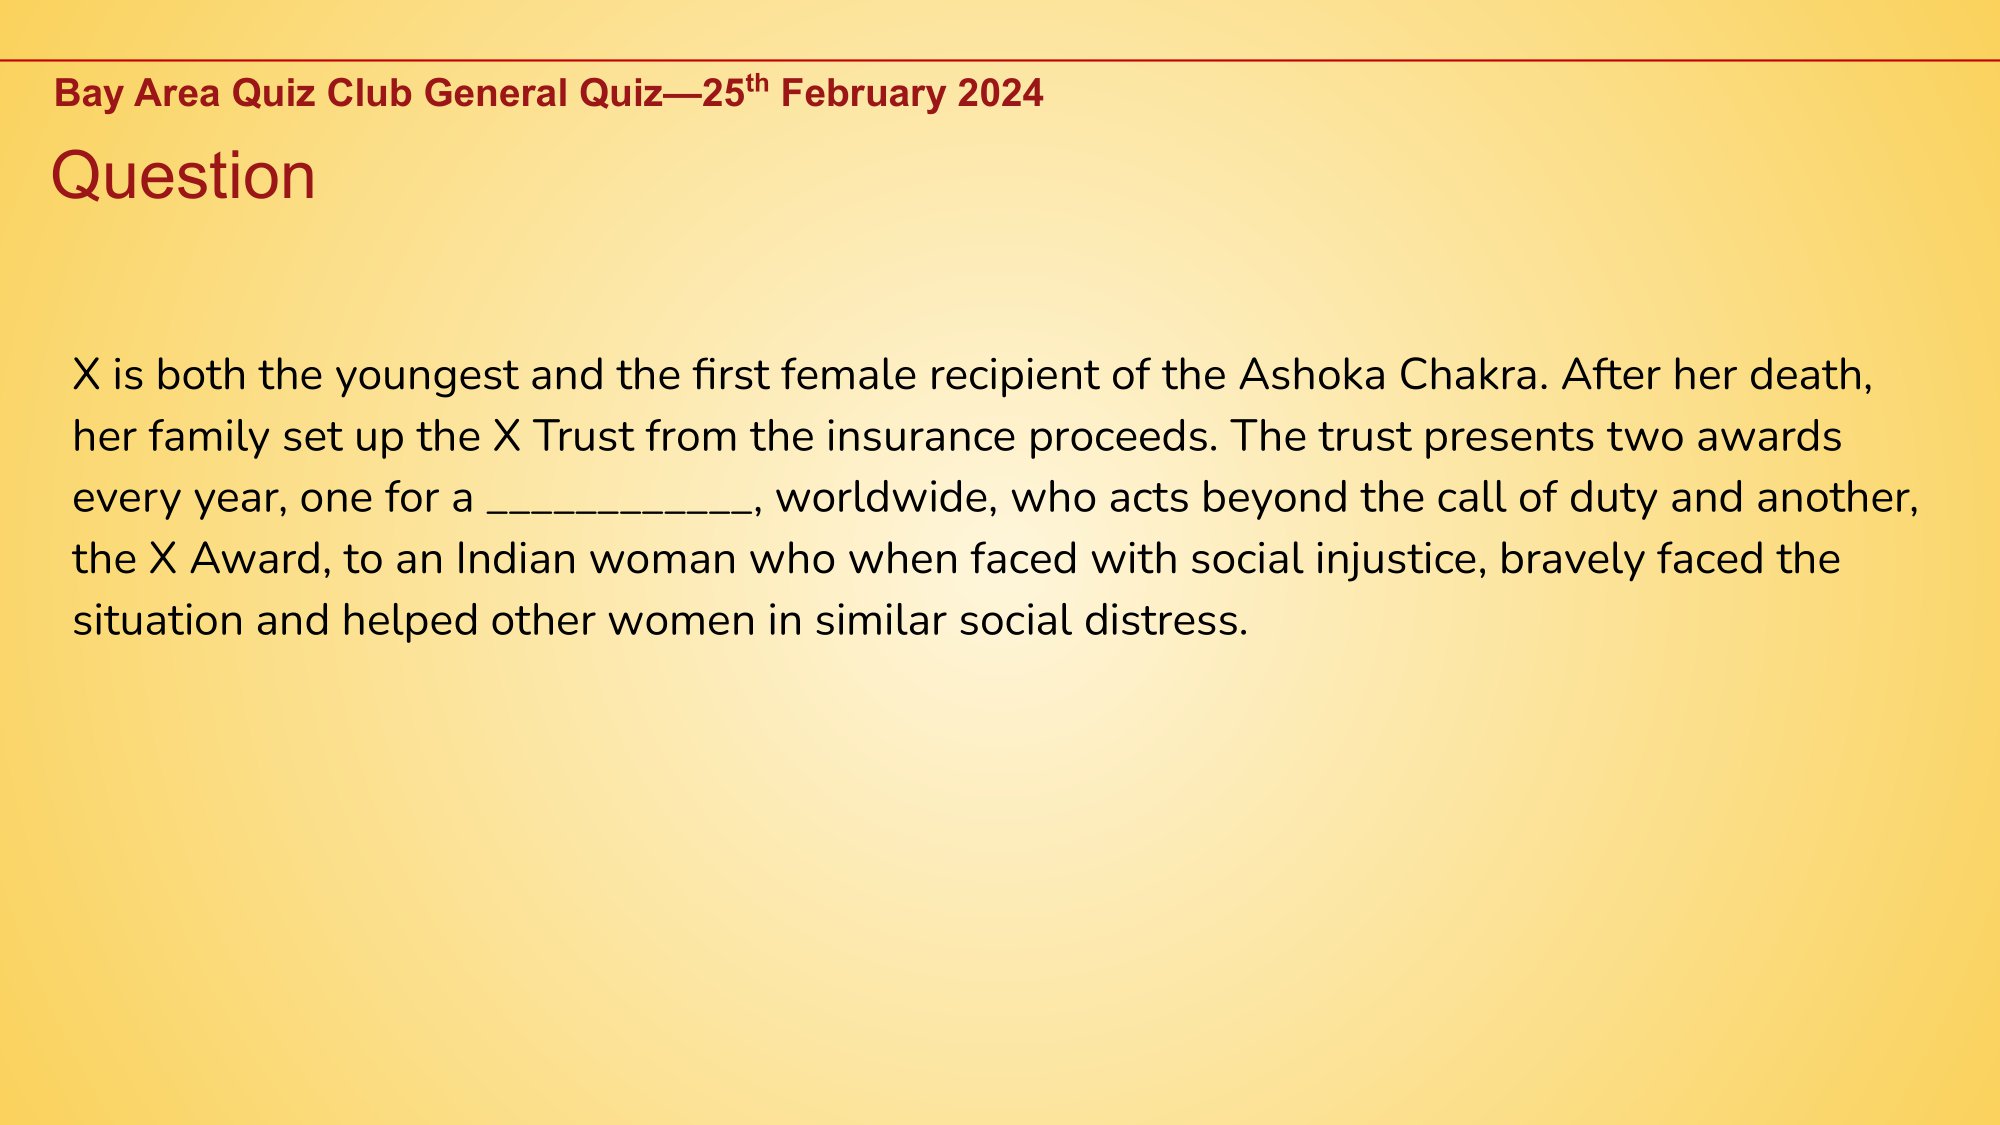 Bay Area Quiz Club General Quiz—25th February 2024
Question
X is both the youngest and the first female recipient of the Ashoka Chakra. After her death,
her family set up the X Trust from the insurance proceeds. The trust presents two awards
every year, one for a ____________, worldwide, who acts beyond the call of duty and another,
the X Award, to an Indian woman who when faced with social injustice, bravely faced the
situation and helped other women in similar social distress.